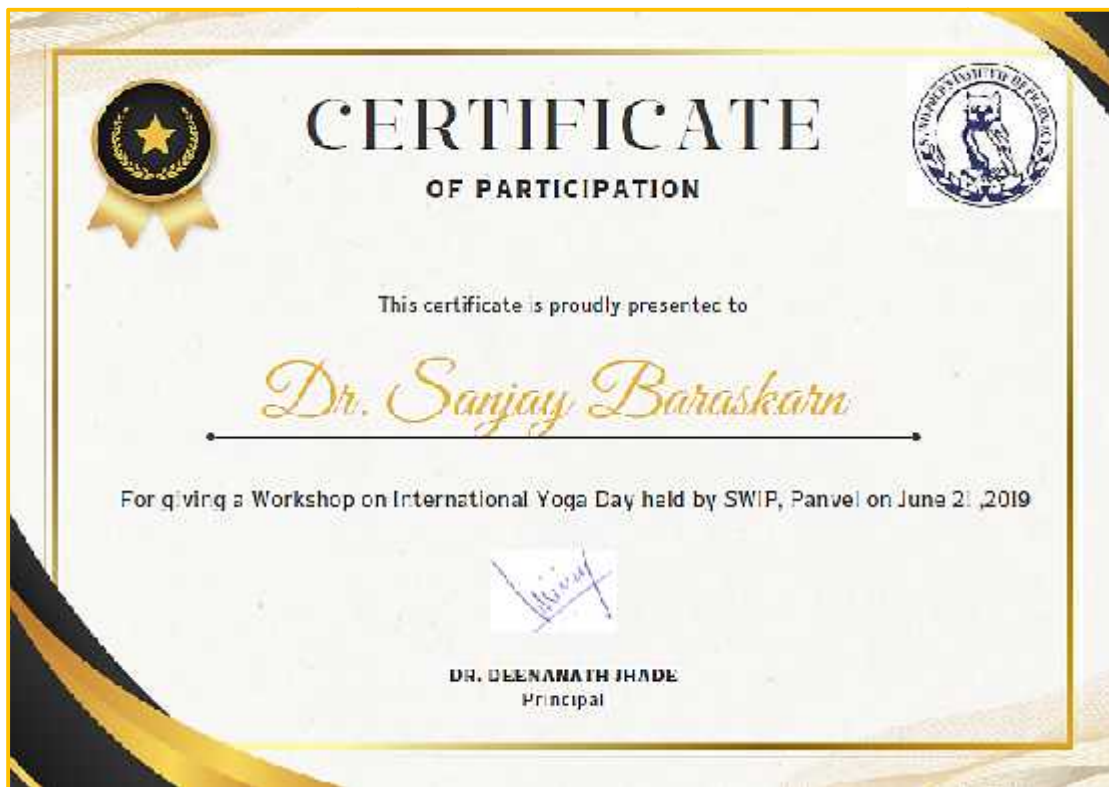 CERTIFICATE
OF PARTICIPATION
This certificate is proudly presented to
Dr. Sanjay Baraskarn
For giving a Workshop on International Yoga Day held by SWIP, Panvel on June 21 ,2019
DR. DEENANATH JHADE
Principal